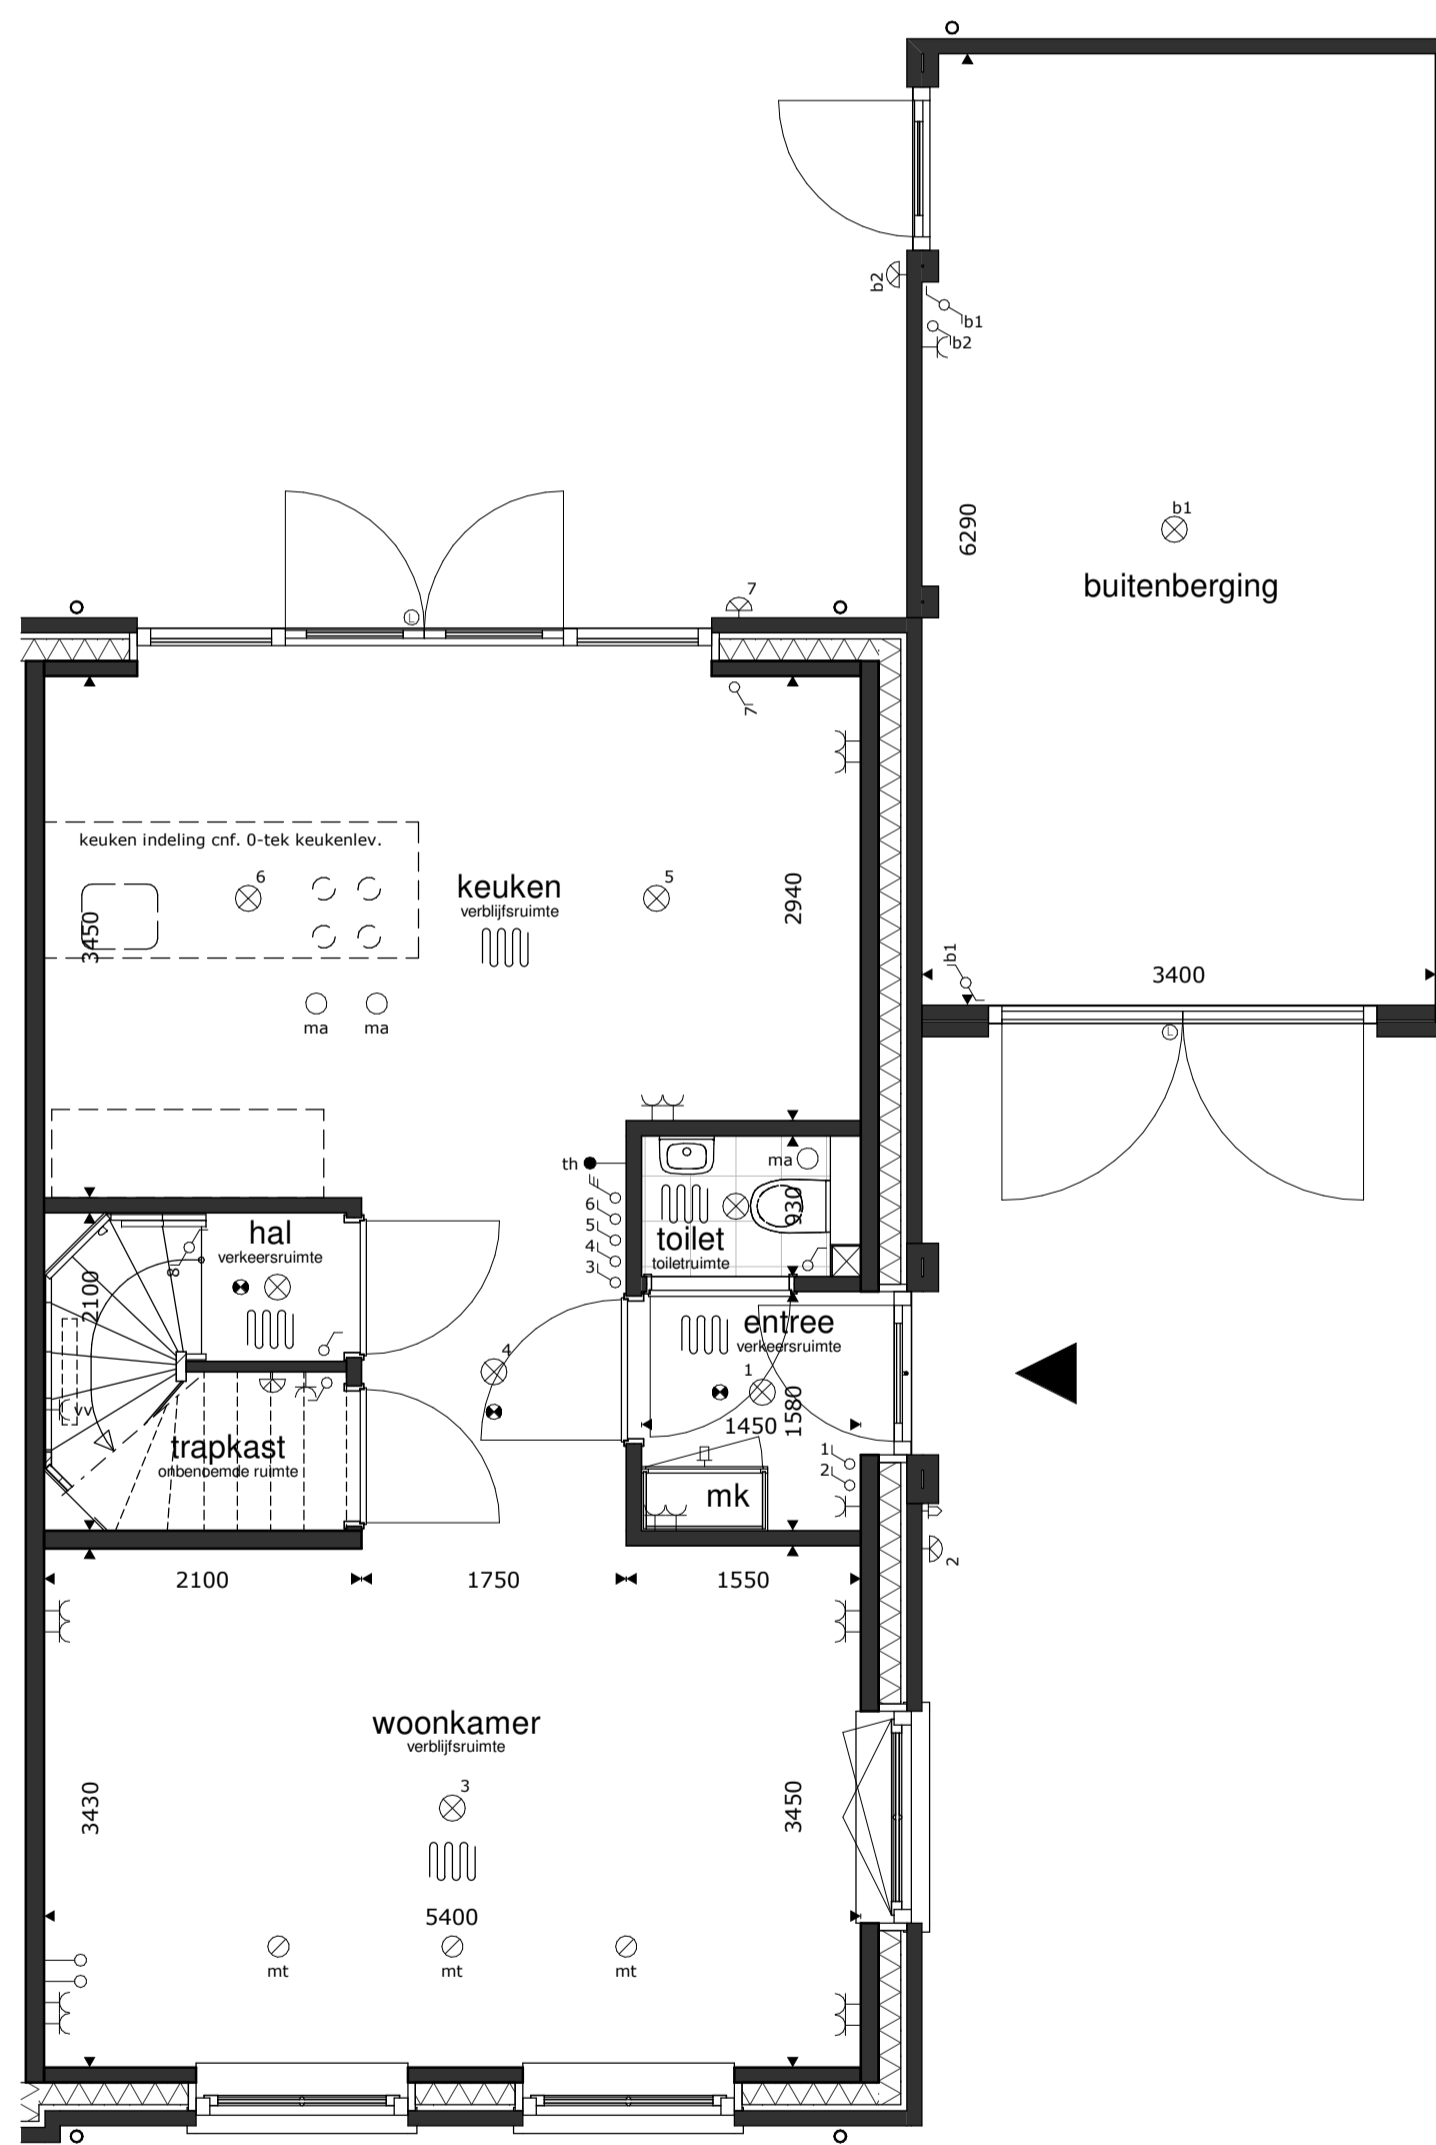 b2
b1
b2
b1
6290
buitenberging
7
L
7
keuken indeling cnf. 0-tek keukenlev.
6
5
keuken
verblijfsruimte
3450
2940
b1
3400
L
ma
ma
th
ma
6
5
4
3
930
toilet
toiletruimte
hal
verkeersruimte
8
2100
entree
verkeersruimte
4
1
1450
1580
vv
trapkast
onbenoemde ruimte
1
2
mk
2
2100
1750
1550
woonkamer
verblijfsruimte
3
3430
3450
5400
mt
mt
mt